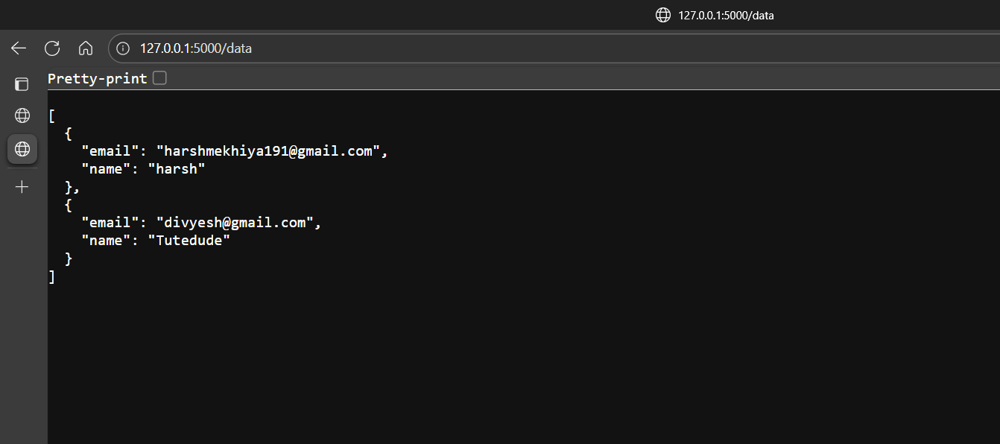 127.0.0.1:5000/data
127.0.0.1:5000/data
Pretty-print
[
  {
    "email": "harshmekhiya191@gmail.com",
    "name": "harsh"
  },
  {
    "email": "divyesh@gmail.com",
    "name": "Tutedude"
  }
]